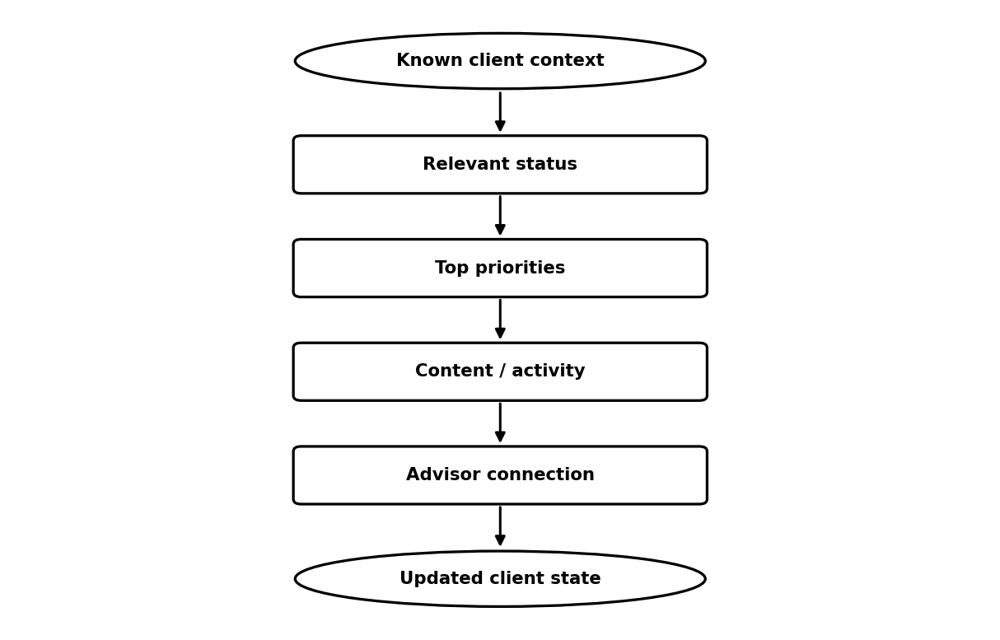 Known client context
Relevant status
Top priorities
Content / activity
Advisor connection
Updated client state